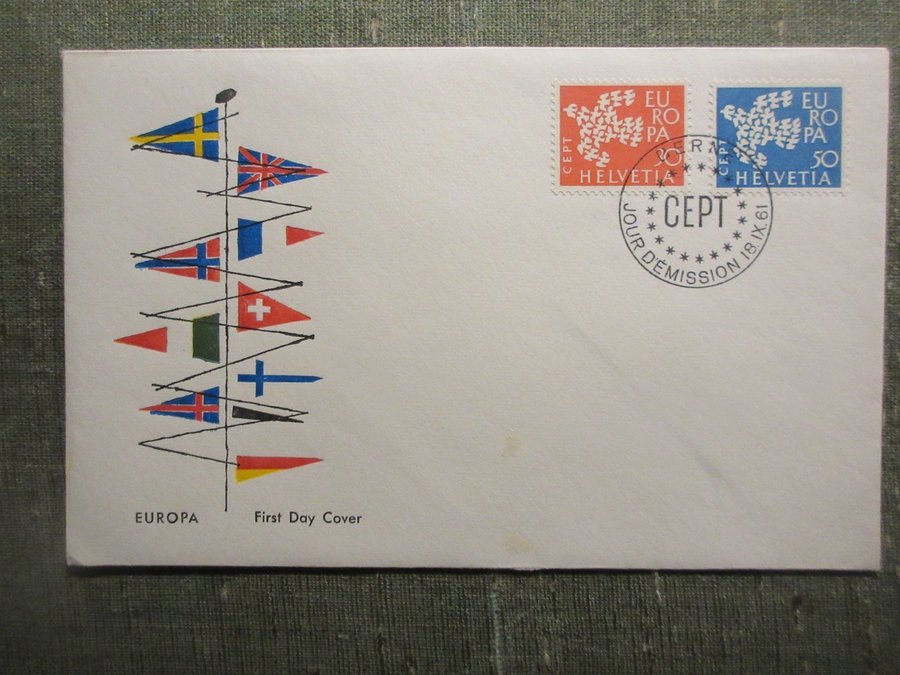 EU
RO
PA
CEPT
30
HELVETIA
EU
RO
PA
CEPT
50
HELVETIA
BERN
CEPT
JOUR D'ÉMISSION 18.IX.61
EUROPA First Day Cover